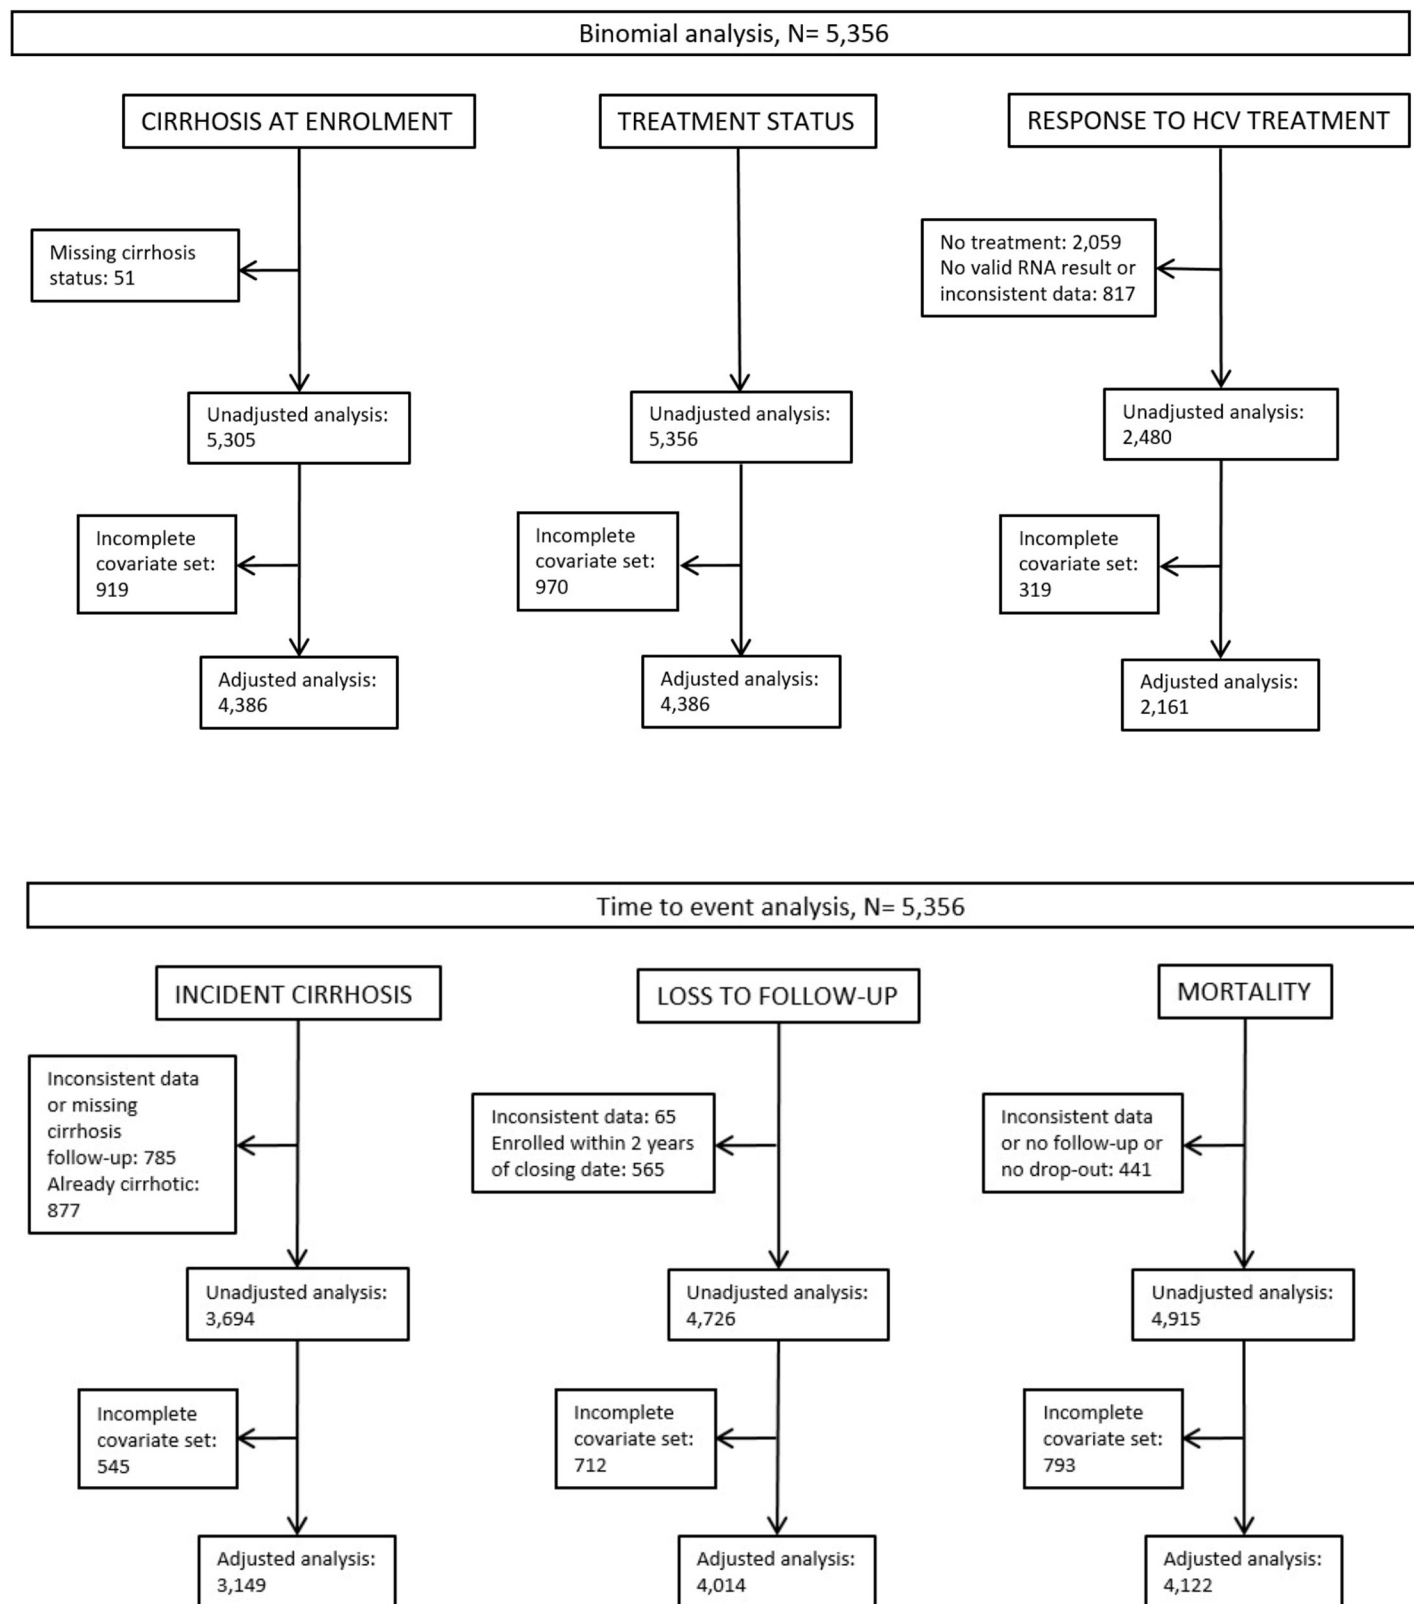 Binomial analysis, N= 5,356
CIRRHOSIS AT ENROLMENT
Missing cirrhosis
status: 51
Unadjusted analysis:
5,305
Incomplete
covariate set:
919
Adjusted analysis:
4,386
TREATMENT STATUS
Unadjusted analysis:
5,356
Incomplete
covariate set:
970
Adjusted analysis:
4,386
RESPONSE TO HCV TREATMENT
No treatment: 2,059
No valid RNA result or
inconsistent data: 817
Unadjusted analysis:
2,480
Incomplete
covariate set:
319
Adjusted analysis:
2,161
Time to event analysis, N= 5,356
INCIDENT CIRRHOSIS
Inconsistent data
or missing
cirrhosis
follow-up: 785
Already cirrhotic:
877
Unadjusted analysis:
3,694
Incomplete
covariate set:
545
Adjusted analysis:
3,149
LOSS TO FOLLOW-UP
Inconsistent data: 65
Enrolled within 2 years
of closing date: 565
Unadjusted analysis:
4,726
Incomplete
covariate set:
712
Adjusted analysis:
4,014
MORTALITY
Inconsistent data
or no follow-up or
no drop-out: 441
Unadjusted analysis:
4,915
Incomplete
covariate set:
793
Adjusted analysis:
4,122